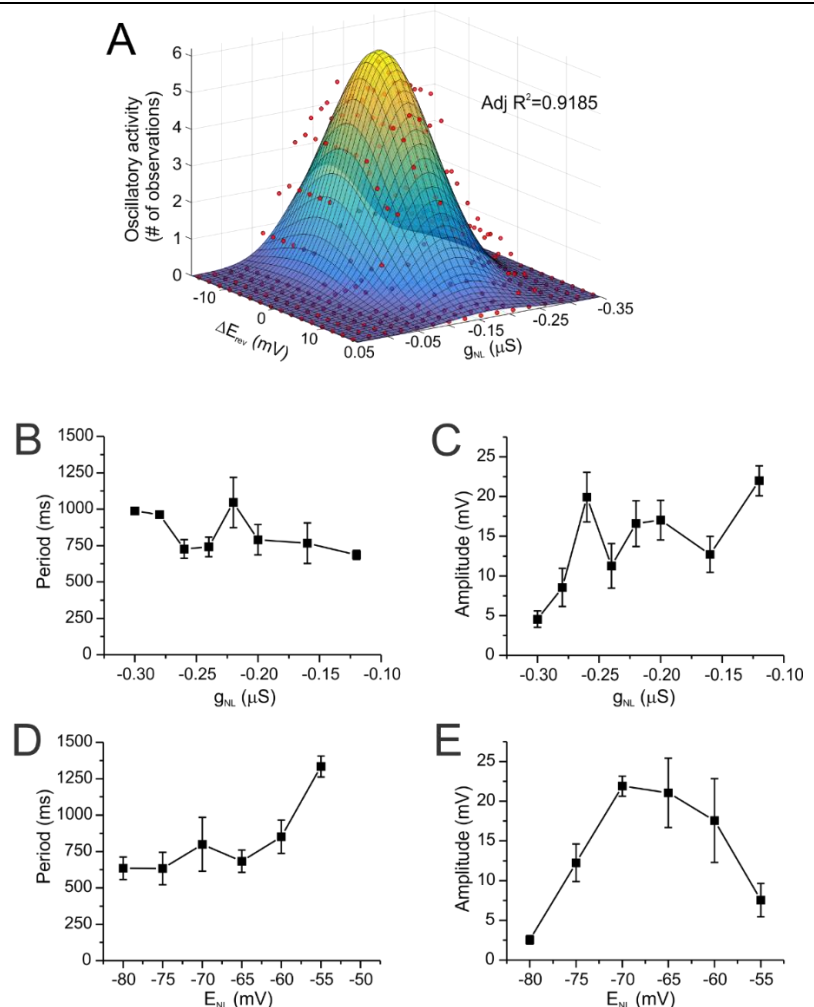 A
Adj R²=0.9185
Oscillatory activity
(# of observations)
6
5
4
3
2
1
0
-10
0
10
ΔE_rev (mV)
0.05
-0.05
-0.15
-0.25
-0.35
g_NL (μS)
B
Period (ms)
1500
1250
1000
750
500
250
0
-0.30 -0.25 -0.20 -0.15 -0.10
g_NL (μS)
C
Amplitude (mV)
25
20
15
10
5
0
-0.30 -0.25 -0.20 -0.15 -0.10
g_NL (μS)
D
Period (ms)
1500
1250
1000
750
500
250
0
-80 -75 -70 -65 -60 -55 -50
E_NL (mV)
E
Amplitude (mV)
25
20
15
10
5
0
-80 -75 -70 -65 -60 -55
E_NL (mV)